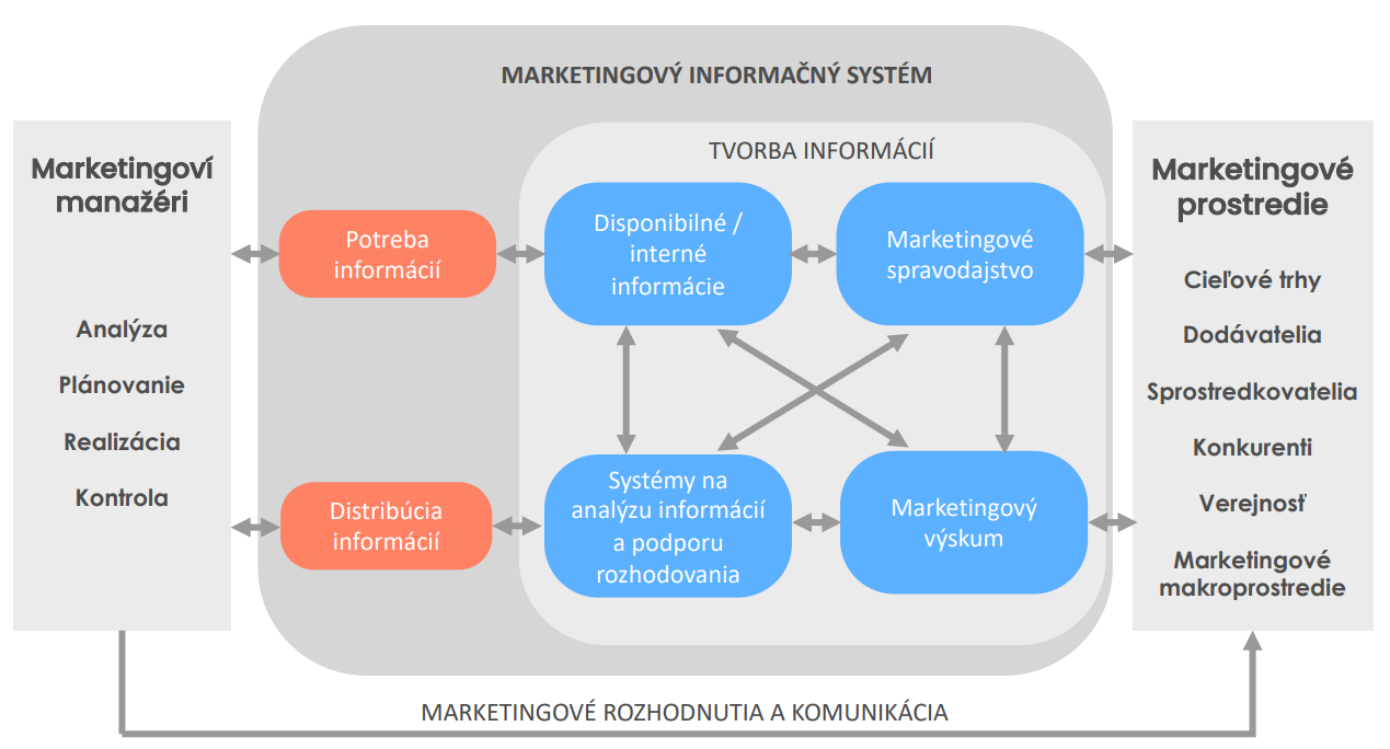 MARKETINGOVÝ INFORMAČNÝ SYSTÉM
Marketingoví
manažéri
Analýza
Plánovanie
Realizácia
Kontrola
Potreba
informácií
Distribúcia
informácií
TVORBA INFORMÁCIÍ
Disponibilné /
interné
informácie
Marketingové
spravodajstvo
Systémy na
analýzu informácií
a podporu
rozhodovania
Marketingový
výskum
Marketingové
prostredie
Cieľové trhy
Dodávatelia
Sprostredkovatelia
Konkurenti
Verejnosť
Marketingové
makroprostredie
MARKETINGOVÉ ROZHODNUTIA A KOMUNIKÁCIA